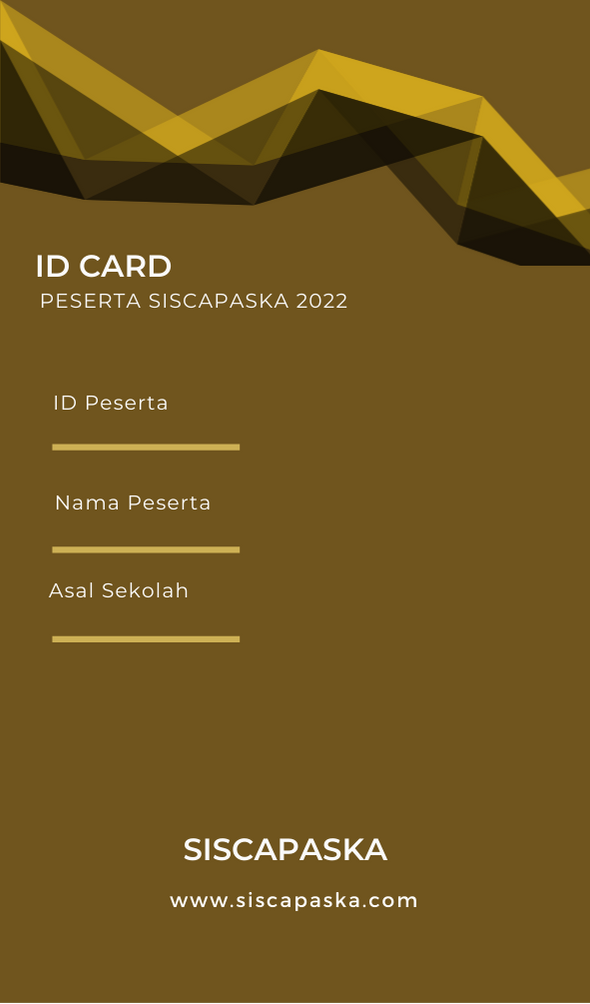 ID CARD
PESERTA SISCAPASKA 2022
ID Peserta
Nama Peserta
Asal Sekolah
SISCAPASKA
www.siscapaska.com